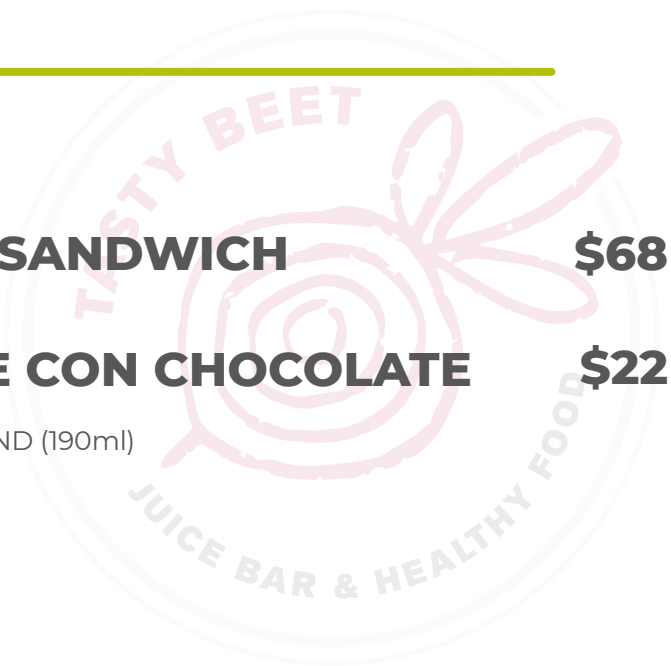 TASTY BEET
SANDWICH $68
E CON CHOCOLATE $22
ND (190ml)
JUICE BAR & HEALTHY FOOD